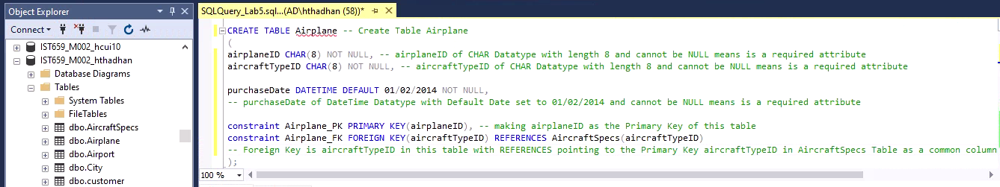 Object Explorer
Connect
IST659_M002_hcui10
IST659_M002_hthadhan
Database Diagrams
Tables
System Tables
FileTables
dbo.AircraftSpecs
dbo.Airplane
dbo.Airport
dbo.City
dbo.customer
SQLQuery_Lab5.sql...(AD\hthadhan (58))*
CREATE TABLE Airplane -- Create Table Airplane
(
airplaneID CHAR(8) NOT NULL, -- airplaneID of CHAR Datatype with length 8 and cannot be NULL means is a required attribute
aircraftTypeID CHAR(8) NOT NULL, -- aircraftTypeID of CHAR Datatype with length 8 and cannot be NULL means is a required attribute
purchaseDate DATETIME DEFAULT 01/02/2014 NOT NULL,
-- purchaseDate of DateTime Datatype with Default Date set to 01/02/2014 and cannot be NULL means is a required attribute
constraint Airplane_PK PRIMARY KEY(airplaneID), -- making airplaneID as the Primary Key of this table
constraint Airplane_FK FOREIGN KEY(aircraftTypeID) REFERENCES AircraftSpecs(aircraftTypeID)
-- Foreign Key is aircraftTypeID in this table with REFERENCES pointing to the Primary Key aircraftTypeID in AircraftSpecs Table as a common column
);
100 %